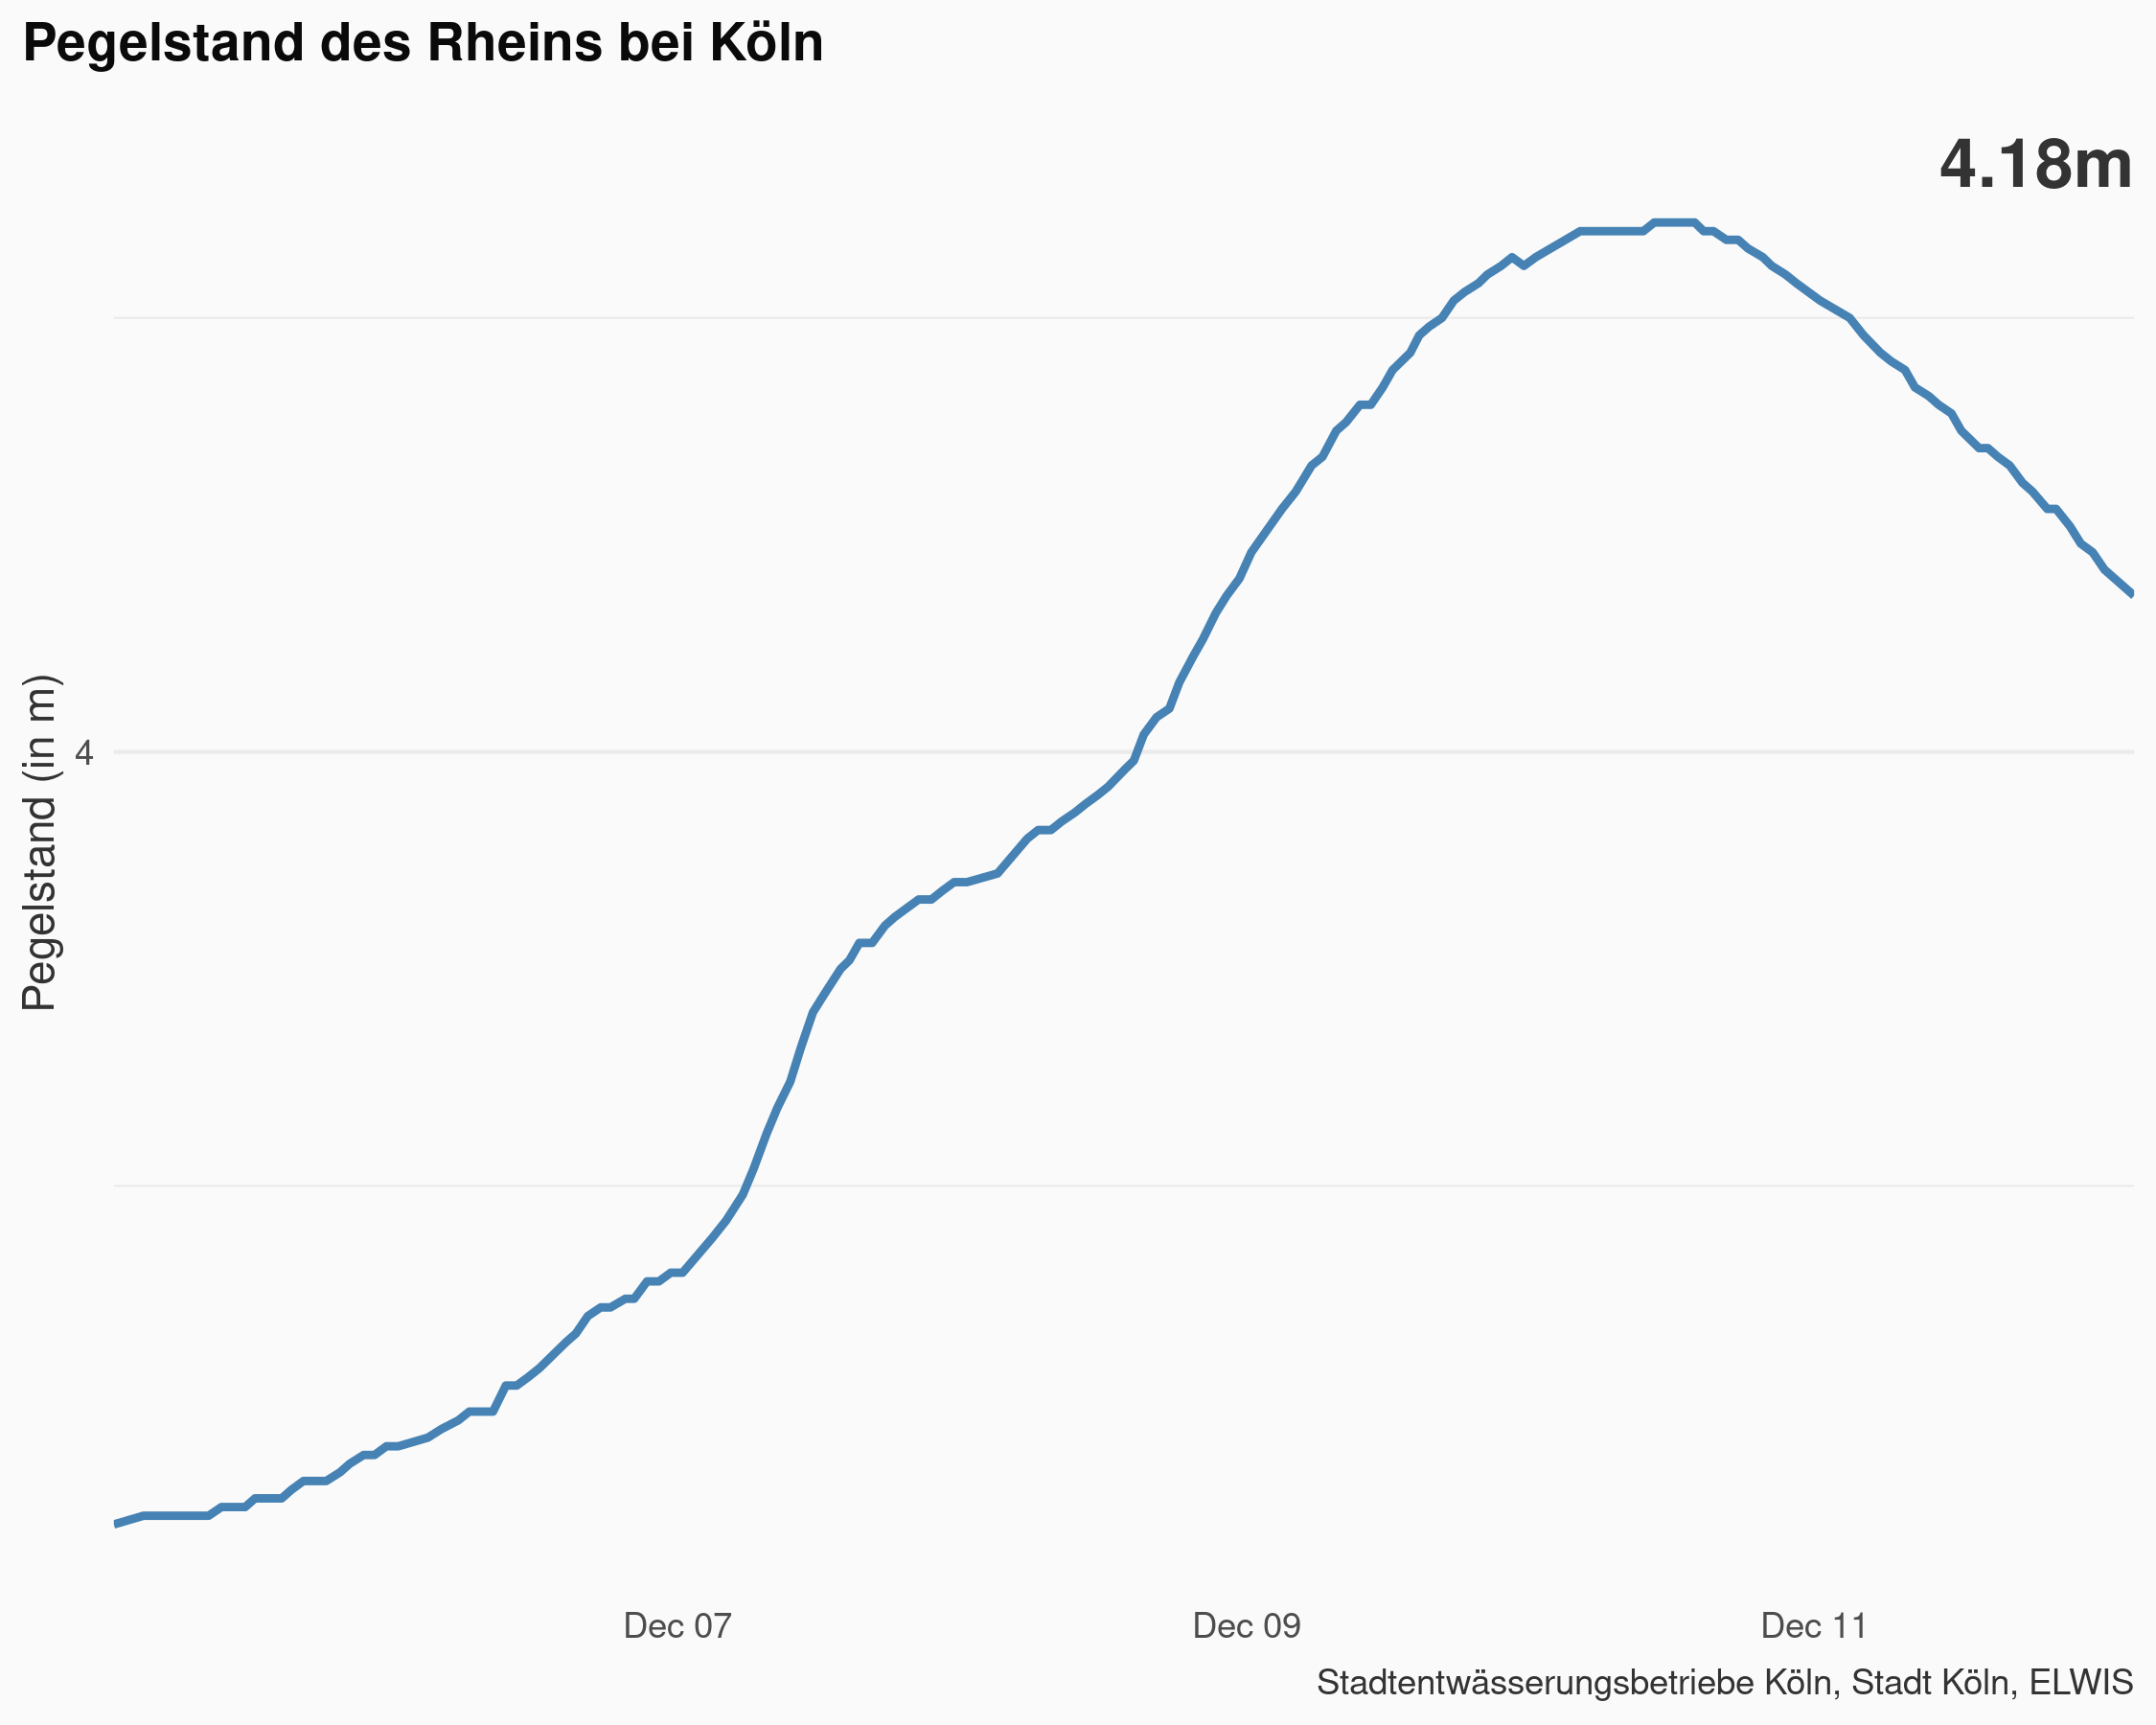 Pegelstand des Rheins bei Köln
4.18m
Pegelstand (in m)
4
Dec 07
Dec 09
Dec 11
Stadtentwässerungsbetriebe Köln, Stadt Köln, ELWIS